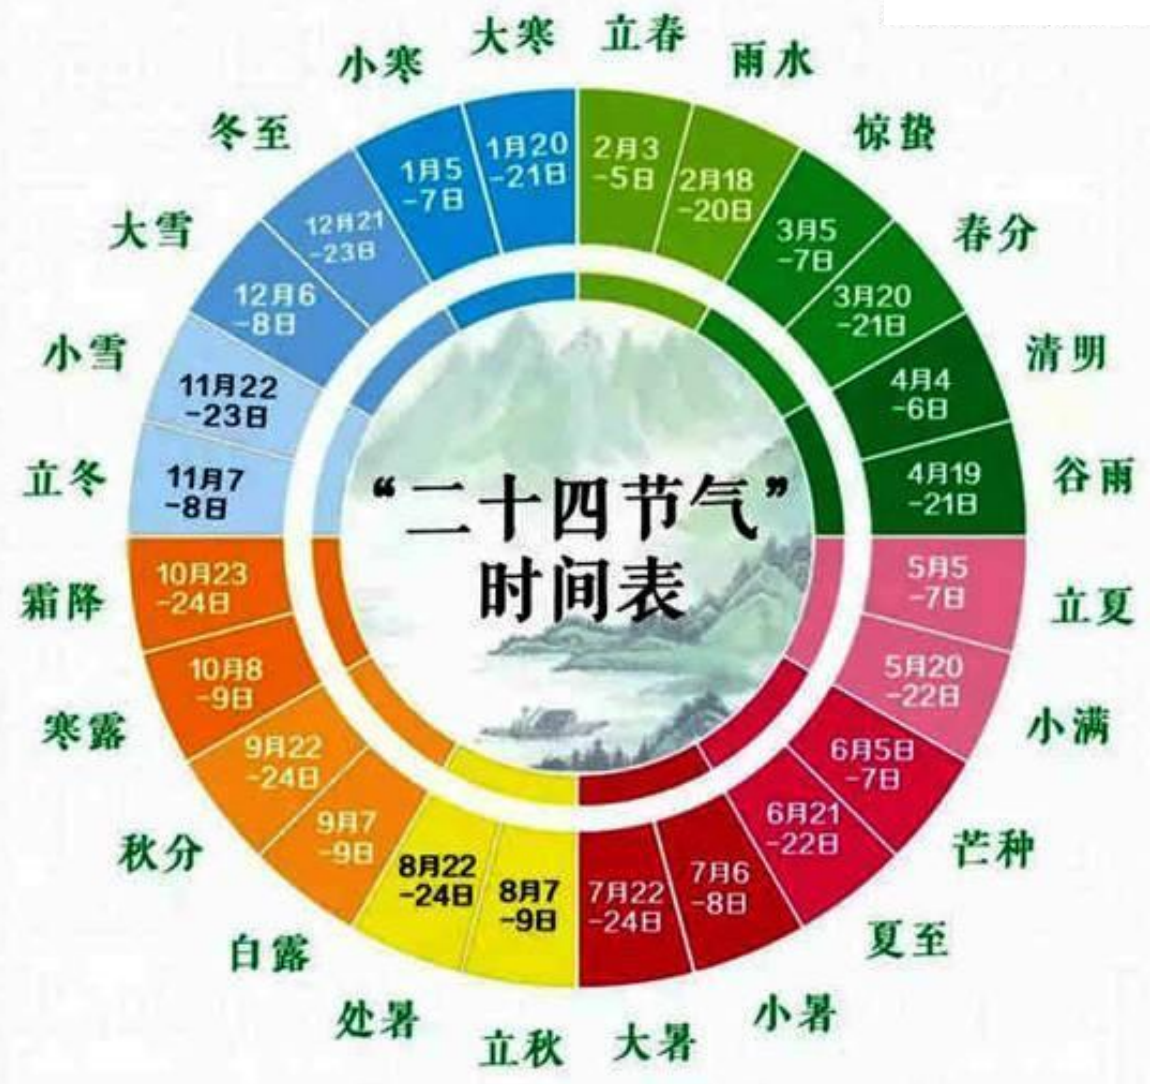 “二十四节气”
时间表
立春
2月3
-5日
雨水
2月18
-20日
惊蛰
3月5
-7日
春分
3月20
-21日
清明
4月4
-6日
谷雨
4月19
-21日
立夏
5月5
-7日
小满
5月20
-22日
芒种
6月5日
-7日
夏至
6月21
-22日
小暑
7月6
-8日
大暑
7月22
-24日
立秋
8月7
-9日
处暑
8月22
-24日
白露
9月7
-9日
秋分
9月22
-24日
寒露
10月8
-9日
霜降
10月23
-24日
立冬
11月7
-8日
小雪
11月22
-23日
大雪
12月6
-8日
冬至
12月21
-23日
小寒
1月5
-7日
大寒
1月20
-21日